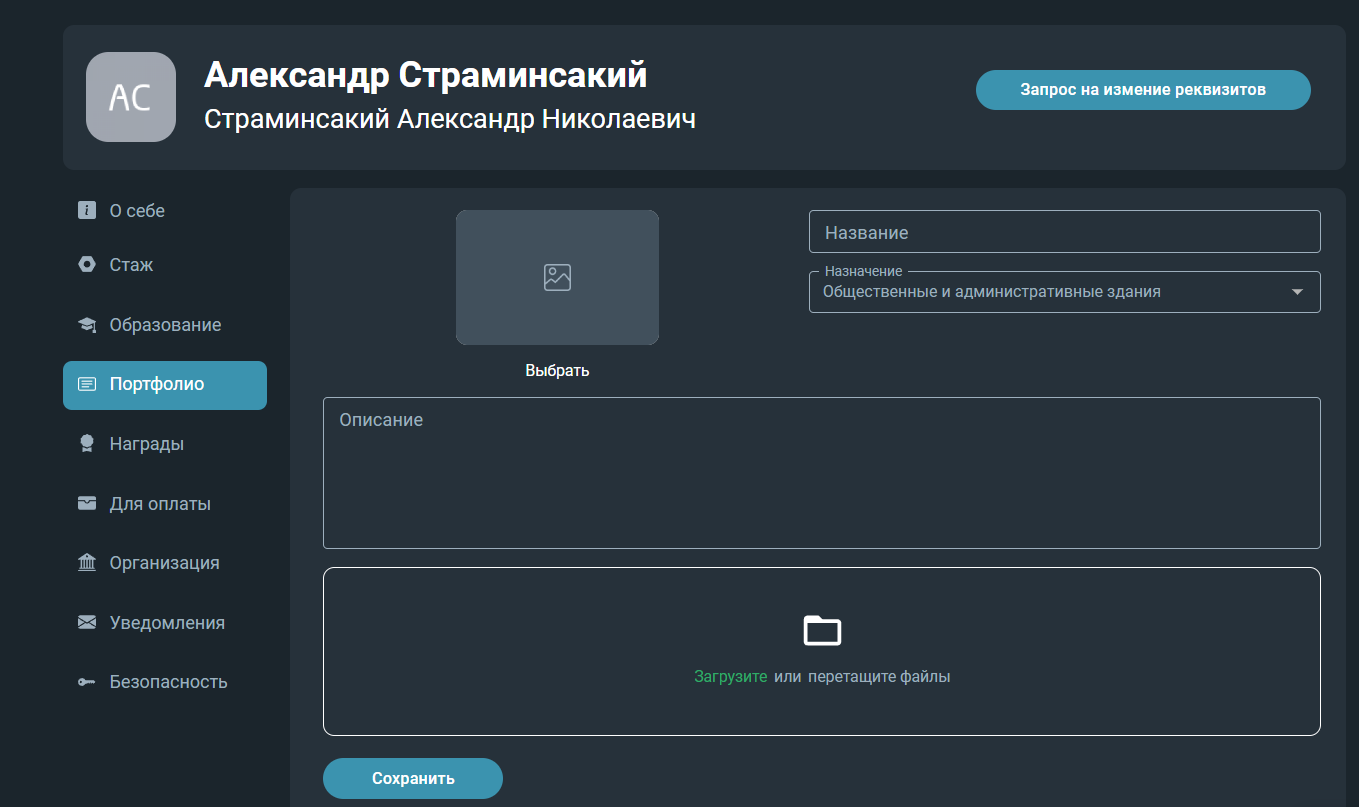 АС
Александр Страминсакий
Страминсакий Александр Николаевич
Запрос на измение реквизитов
О себе
Стаж
Образование
Портфолио
Награды
Для оплаты
Организация
Уведомления
Безопасность
Название
Назначение
Общественные и административные здания
Выбрать
Описание
Загрузите или перетащите файлы
Сохранить